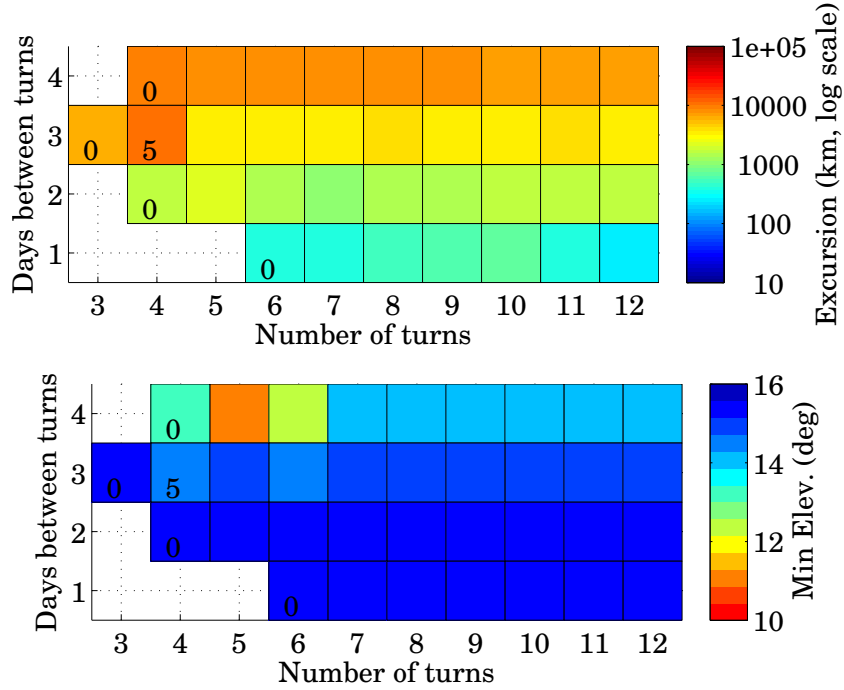 Days between turns
4
3
2
1
0
0 5
0
0
3 4 5 6 7 8 9 10 11 12
Number of turns
1e+05
10000
1000
100
10
Excursion (km, log scale)
Days between turns
4
3
2
1
0
0 5
0
0
3 4 5 6 7 8 9 10 11 12
Number of turns
16
14
12
10
Min Elev. (deg)